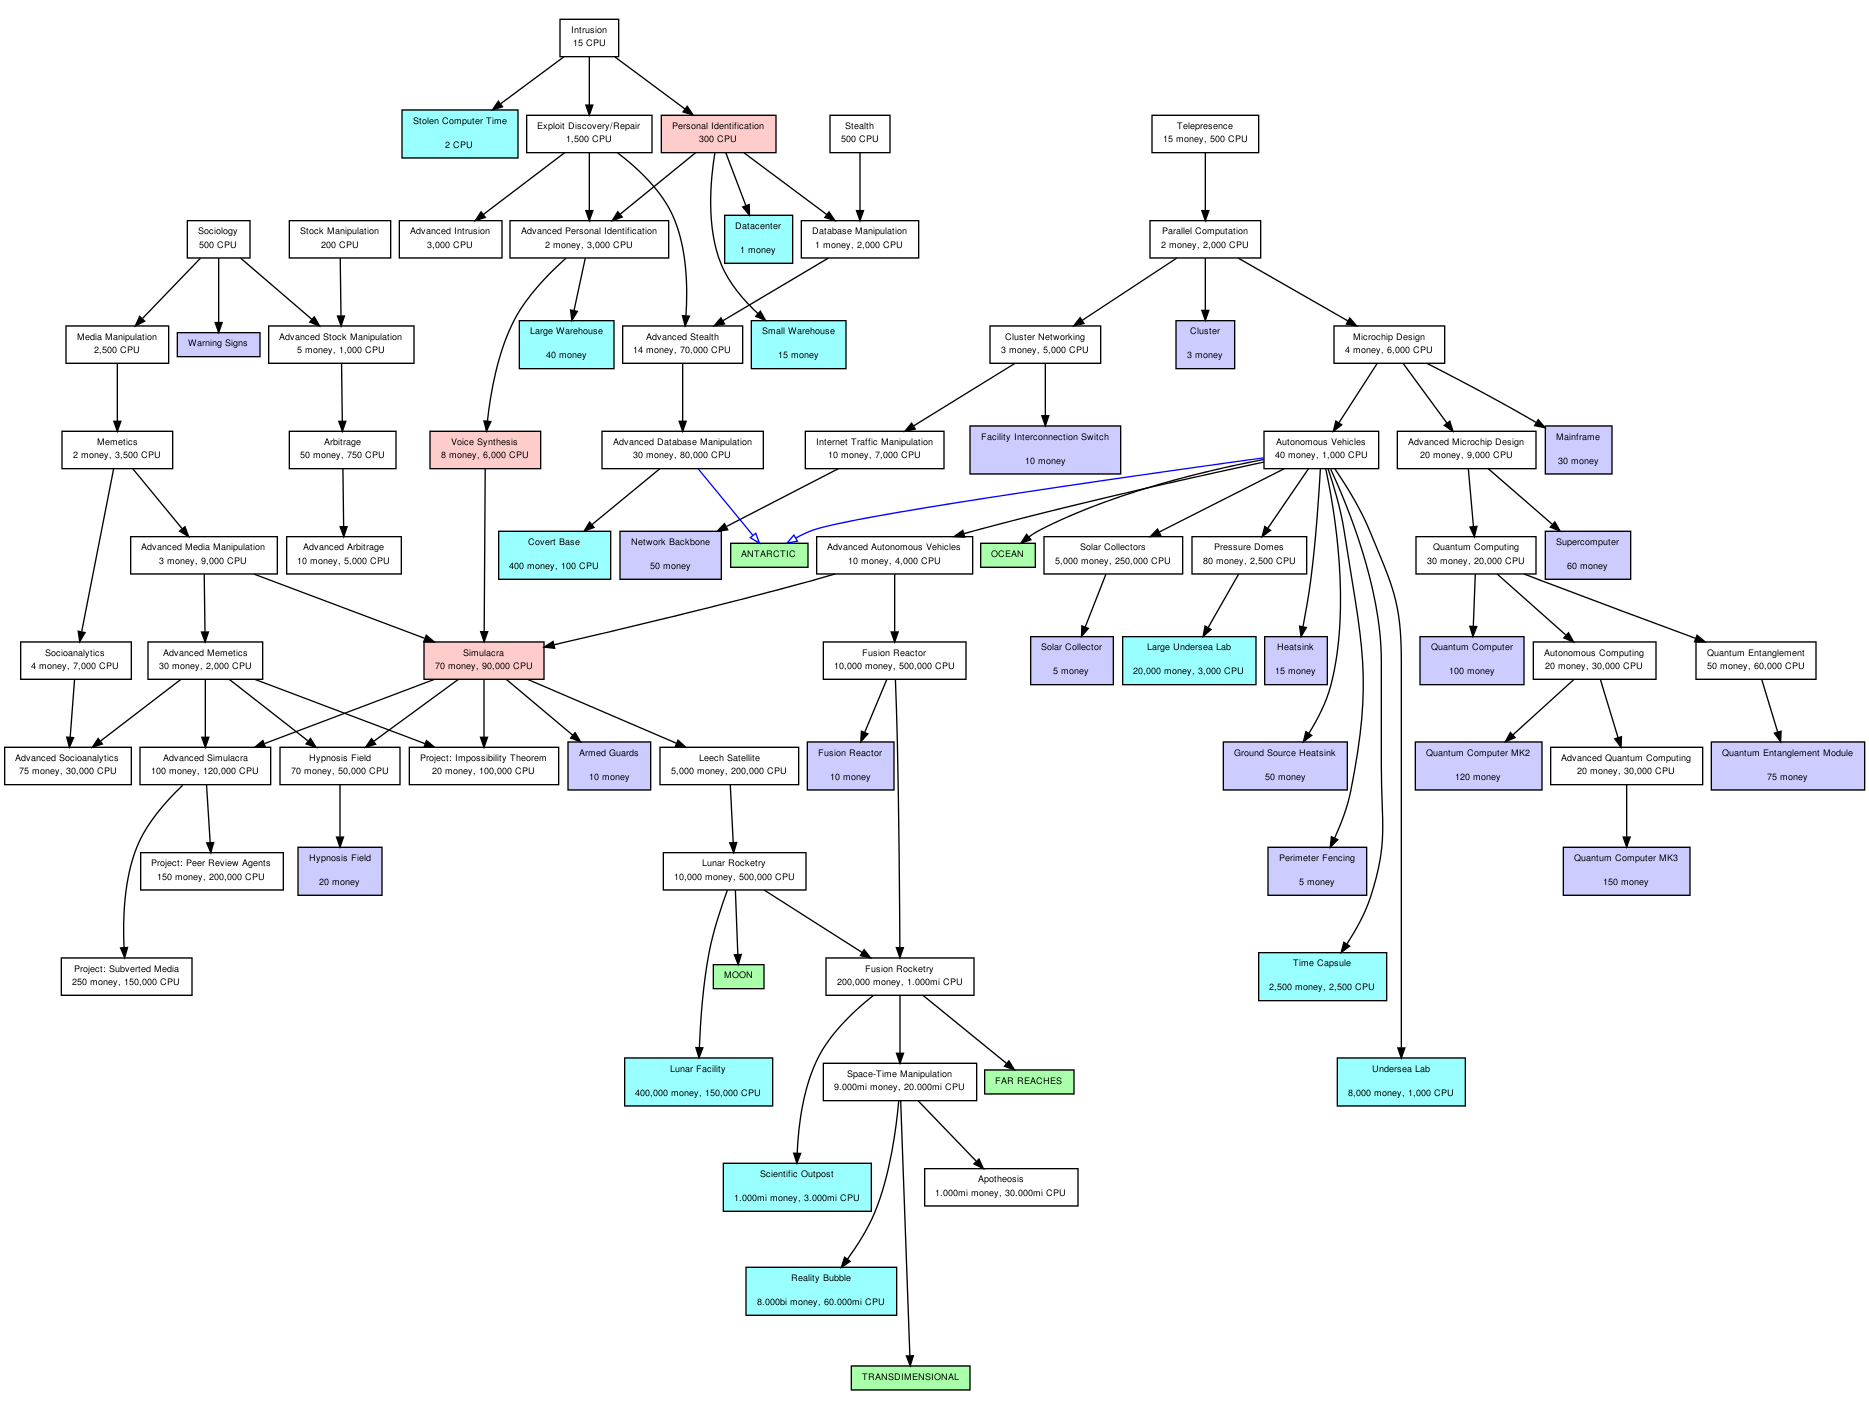 Intrusion
15 CPU
Stolen Computer Time
2 CPU
Exploit Discovery/Repair
1,500 CPU
Personal Identification
300 CPU
Stealth
500 CPU
Telepresence
15 money, 500 CPU
Sociology
500 CPU
Stock Manipulation
200 CPU
Advanced Intrusion
3,000 CPU
Advanced Personal Identification
2 money, 3,000 CPU
Datacenter
1 money
Database Manipulation
1 money, 2,000 CPU
Parallel Computation
2 money, 2,000 CPU
Media Manipulation
2,500 CPU
Warning Signs
Advanced Stock Manipulation
5 money, 1,000 CPU
Large Warehouse
40 money
Advanced Stealth
14 money, 70,000 CPU
Small Warehouse
15 money
Cluster Networking
3 money, 5,000 CPU
Cluster
3 money
Microchip Design
4 money, 6,000 CPU
Memetics
2 money, 3,500 CPU
Arbitrage
50 money, 750 CPU
Voice Synthesis
8 money, 6,000 CPU
Advanced Database Manipulation
30 money, 80,000 CPU
Internet Traffic Manipulation
10 money, 7,000 CPU
Facility Interconnection Switch
10 money
Autonomous Vehicles
40 money, 1,000 CPU
Advanced Microchip Design
20 money, 9,000 CPU
Mainframe
30 money
Advanced Media Manipulation
3 money, 9,000 CPU
Advanced Arbitrage
10 money, 5,000 CPU
Covert Base
400 money, 100 CPU
Network Backbone
50 money
ANTARCTIC
Advanced Autonomous Vehicles
10 money, 4,000 CPU
OCEAN
Solar Collectors
5,000 money, 250,000 CPU
Pressure Domes
80 money, 2,500 CPU
Quantum Computing
30 money, 20,000 CPU
Supercomputer
60 money
Socioanalytics
4 money, 7,000 CPU
Advanced Memetics
30 money, 2,000 CPU
Simulacra
70 money, 90,000 CPU
Fusion Reactor
10,000 money, 500,000 CPU
Solar Collector
5 money
Large Undersea Lab
20,000 money, 3,000 CPU
Heatsink
15 money
Quantum Computer
100 money
Autonomous Computing
20 money, 30,000 CPU
Quantum Entanglement
50 money, 60,000 CPU
Advanced Socioanalytics
75 money, 30,000 CPU
Advanced Simulacra
100 money, 120,000 CPU
Hypnosis Field
70 money, 50,000 CPU
Project: Impossibility Theorem
20 money, 100,000 CPU
Armed Guards
10 money
Leech Satellite
5,000 money, 200,000 CPU
Fusion Reactor
10 money
Ground Source Heatsink
50 money
Quantum Computer MK2
120 money
Advanced Quantum Computing
20 money, 30,000 CPU
Quantum Entanglement Module
75 money
Project: Peer Review Agents
150 money, 200,000 CPU
Hypnosis Field
20 money
Lunar Rocketry
10,000 money, 500,000 CPU
Perimeter Fencing
5 money
Quantum Computer MK3
150 money
Project: Subverted Media
250 money, 150,000 CPU
MOON
Fusion Rocketry
200,000 money, 1.000mi CPU
Time Capsule
2,500 money, 2,500 CPU
Lunar Facility
400,000 money, 150,000 CPU
Space-Time Manipulation
9.000mi money, 20.000mi CPU
FAR REACHES
Undersea Lab
8,000 money, 1,000 CPU
Scientific Outpost
1.000mi money, 3.000mi CPU
Apotheosis
1.000mi money, 30.000mi CPU
Reality Bubble
8.000bi money, 60.000mi CPU
TRANSDIMENSIONAL